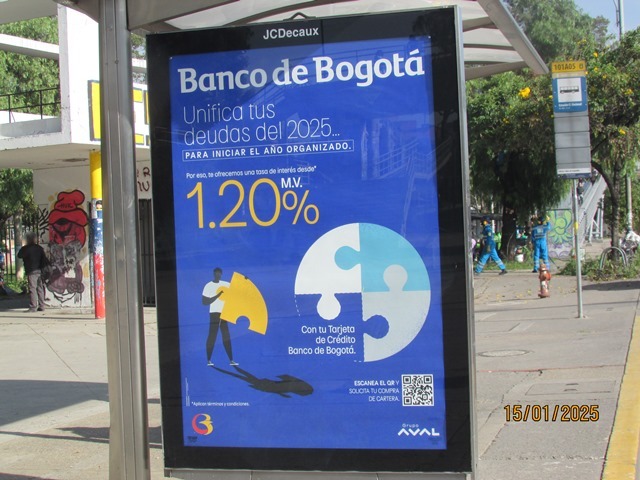 JCDecaux
Banco de Bogotá
Unifica tus
deudas del 2025...
PARA INICIAR EL AÑO ORGANIZADO.
Por eso, te ofrecemos una tasa de interés desde*
1.20%
M.V.
Con tu Tarjeta
de Crédito
Banco de Bogotá.
ESCANEA EL QR Y
SOLICITA TU COMPRA
DE CARTERA.
*Aplican términos y condiciones.
Grupo
AVAL
101A05
15/01/2025